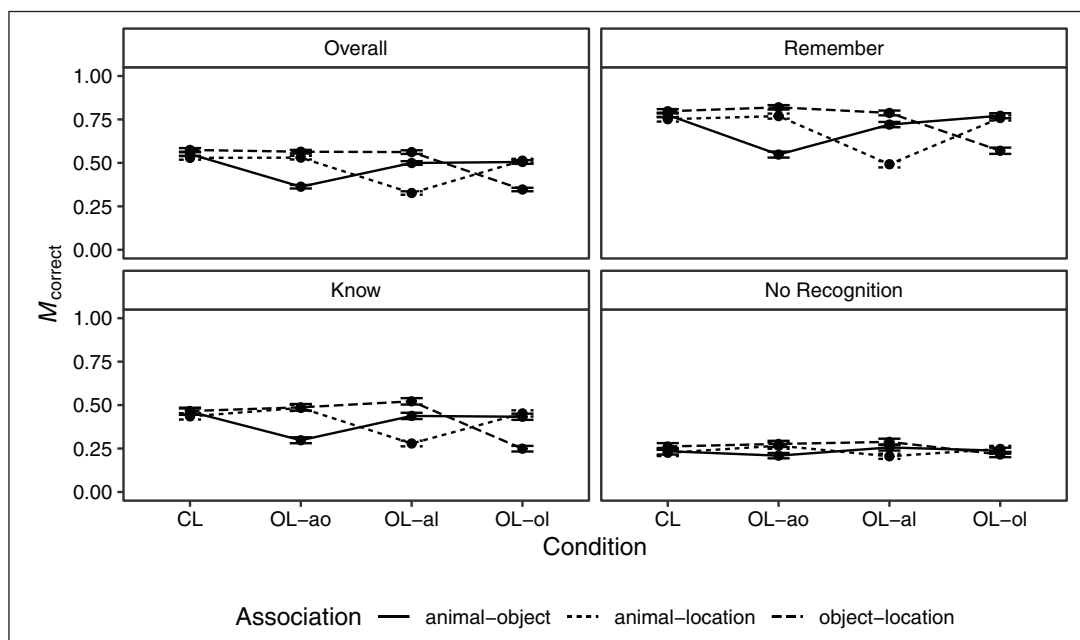 Overall Remember
1.00
0.75
0.50
0.25
0.00
Know No Recognition
1.00
0.75
0.50
0.25
0.00
Mcorrect
CL OL−ao OL−al OL−ol CL OL−ao OL−al OL−ol
Condition
Association animal−object animal−location object−location